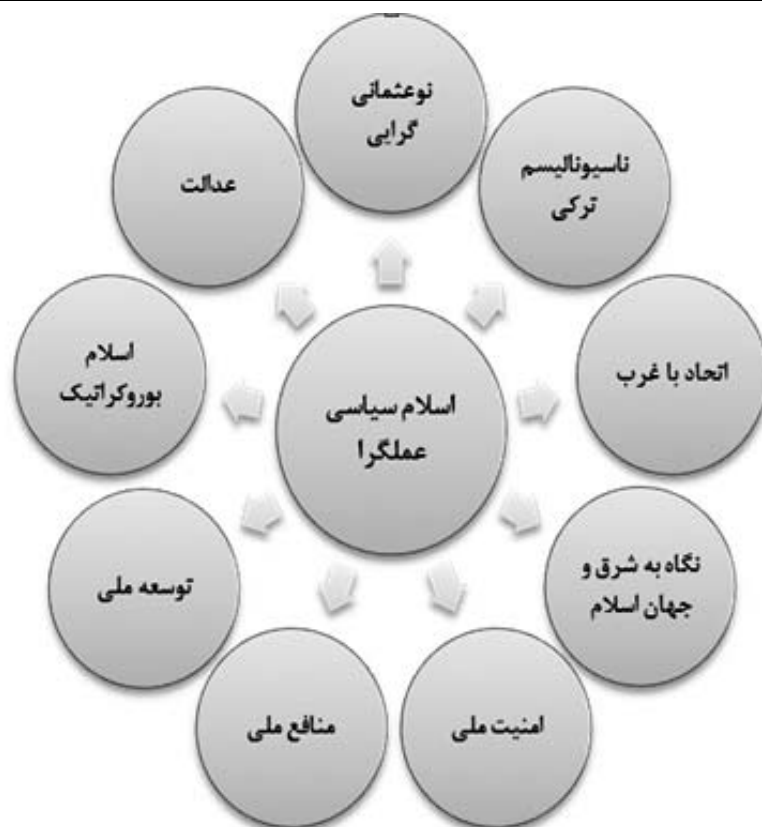 نوعثمانی
گرایی
ناسیونالیسم
ترکی
اتحاد با غرب
نگاه به شرق و
جهان اسلام
امنیت ملی
منافع ملی
توسعه ملی
اسلام
بوروکراتیک
عدالت
اسلام سیاسی
عملگرا